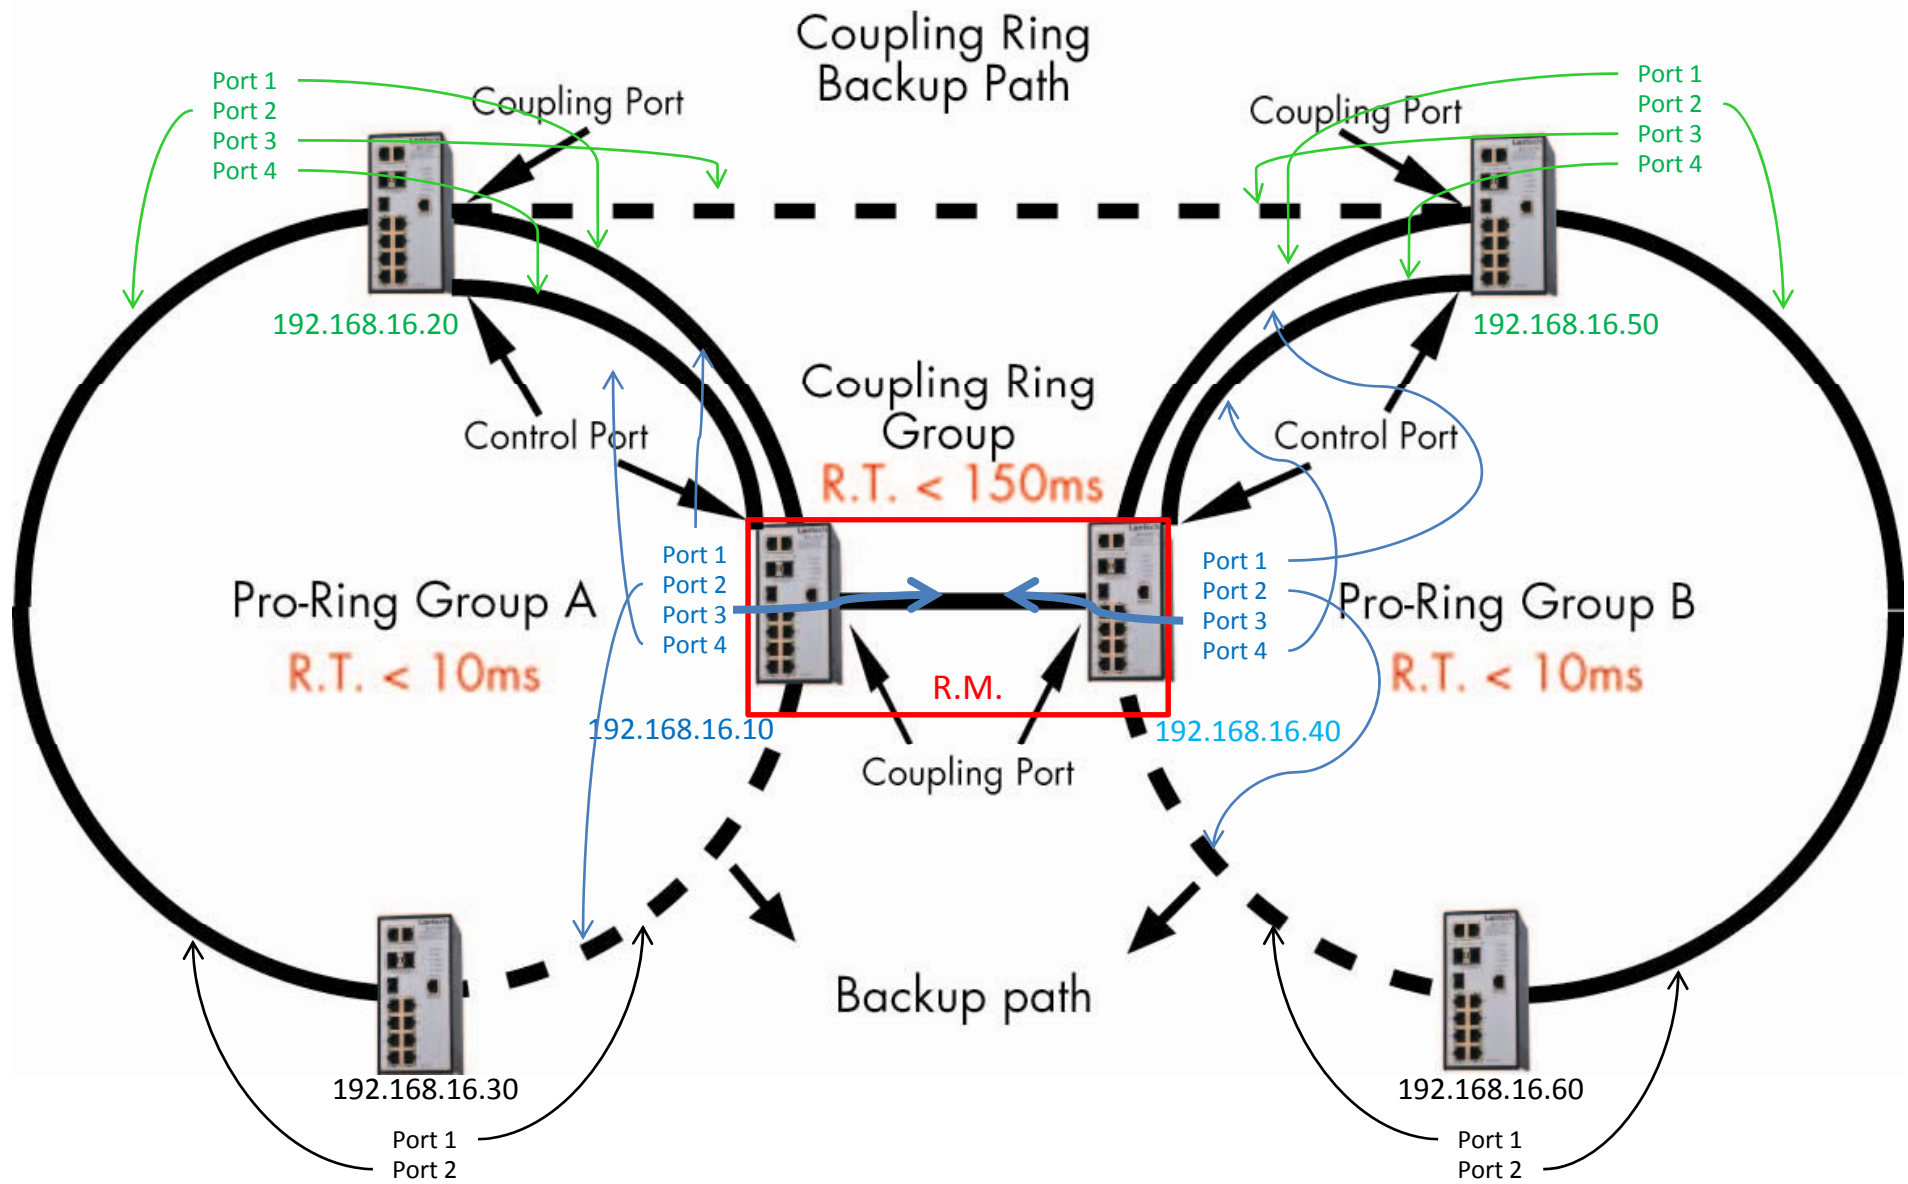 Coupling Ring
Backup Path
Port 1
Port 2
Port 3
Port 4
Coupling Port
Coupling Port
Port 1
Port 2
Port 3
Port 4
192.168.16.20
192.168.16.50
Coupling Ring
Group
R.T. < 150ms
Control Port
Control Port
Port 1
Port 2
Port 3
Port 4
Port 1
Port 2
Port 3
Port 4
Pro-Ring Group A
R.T. < 10ms
Pro-Ring Group B
R.T. < 10ms
R.M.
192.168.16.10
192.168.16.40
Coupling Port
Backup path
192.168.16.30
192.168.16.60
Port 1
Port 2
Port 1
Port 2